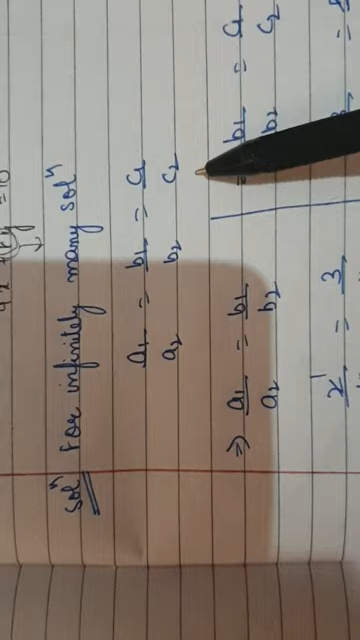 = 10
Solⁿ For infinitely many solⁿ
a₁/a₂ = b₁/b₂ = c₁/c₂
⇒ a₁/a₂ = b₁/b₂
b₁/b₂ = c₁/c₂
= 3